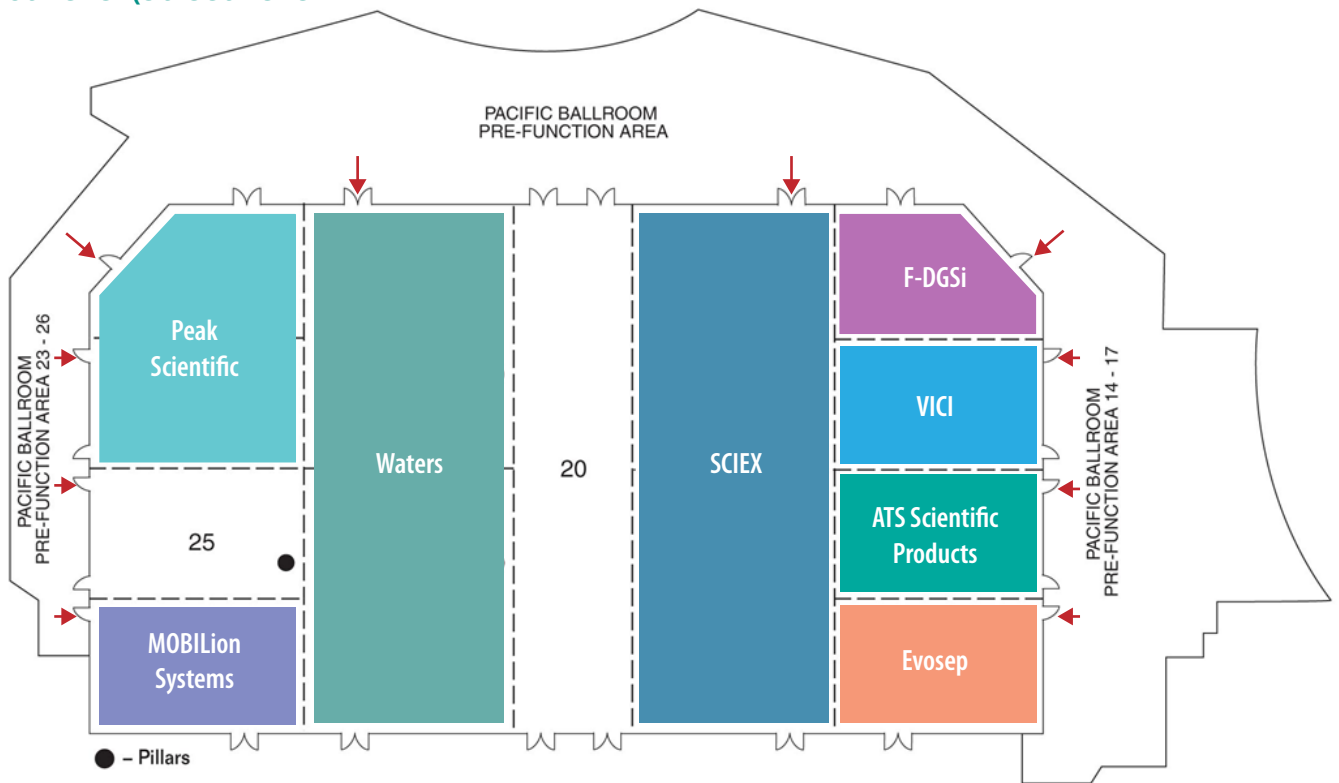 PACIFIC BALLROOM
PRE-FUNCTION AREA
F-DGSi
Peak
Scientific
PACIFIC BALLROOM
PRE-FUNCTION AREA 23 - 26
PACIFIC BALLROOM
PRE-FUNCTION AREA 14 - 17
VICI
Waters
20
SCIEX
ATS Scientific
Products
25
MOBILion
Systems
Evosep
– Pillars